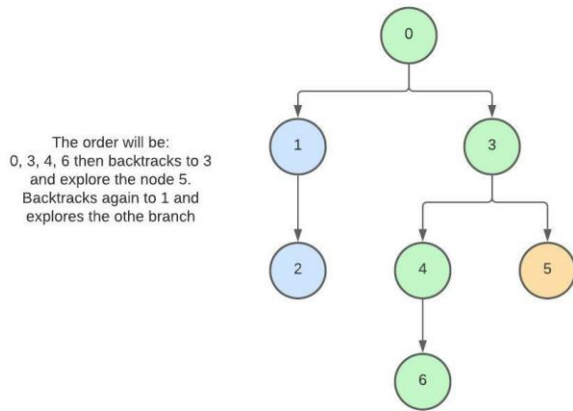 0
The order will be:
0, 3, 4, 6 then backtracks to 3
and explore the node 5.
Backtracks again to 1 and
explores the othe branch
1
3
2
4
5
6